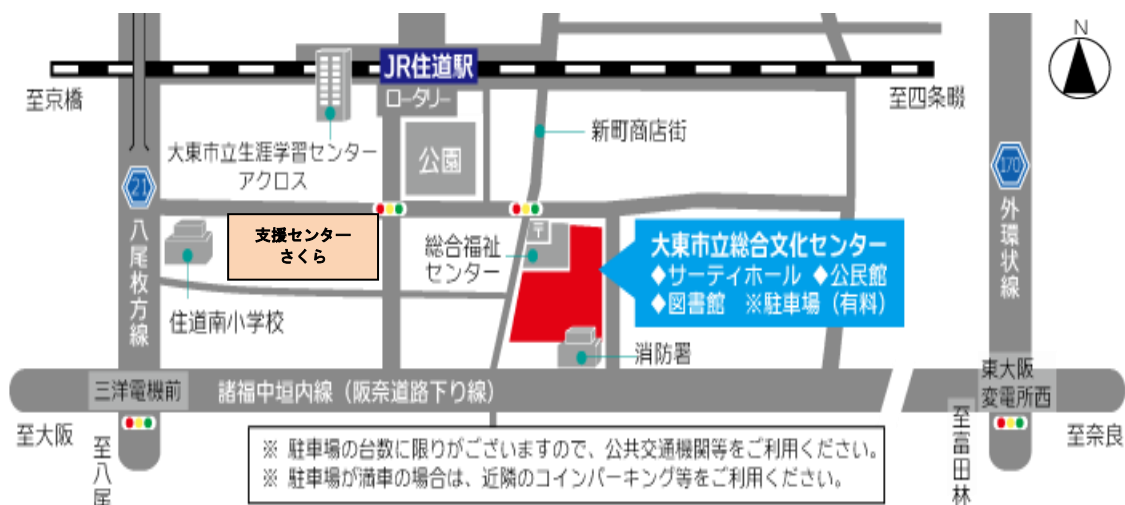 N
JR住道駅
至京橋
ロータリー
至四条畷
新町商店街
大東市立生涯学習センター
アクロス
公園
21
170
八尾枚方線
外環状線
支援センター
さくら
〒
総合福祉
センター
大東市立総合文化センター
◆サーティホール ◆公民館
◆図書館 ※駐車場（有料）
住道南小学校
消防署
三洋電機前
諸福中垣内線（阪奈道路下り線）
東大阪
変電所西
至大阪
至八尾
至富田林
至奈良
※ 駐車場の台数に限りがございますので、公共交通機関等をご利用ください。
※ 駐車場が満車の場合は、近隣のコインパーキング等をご利用ください。